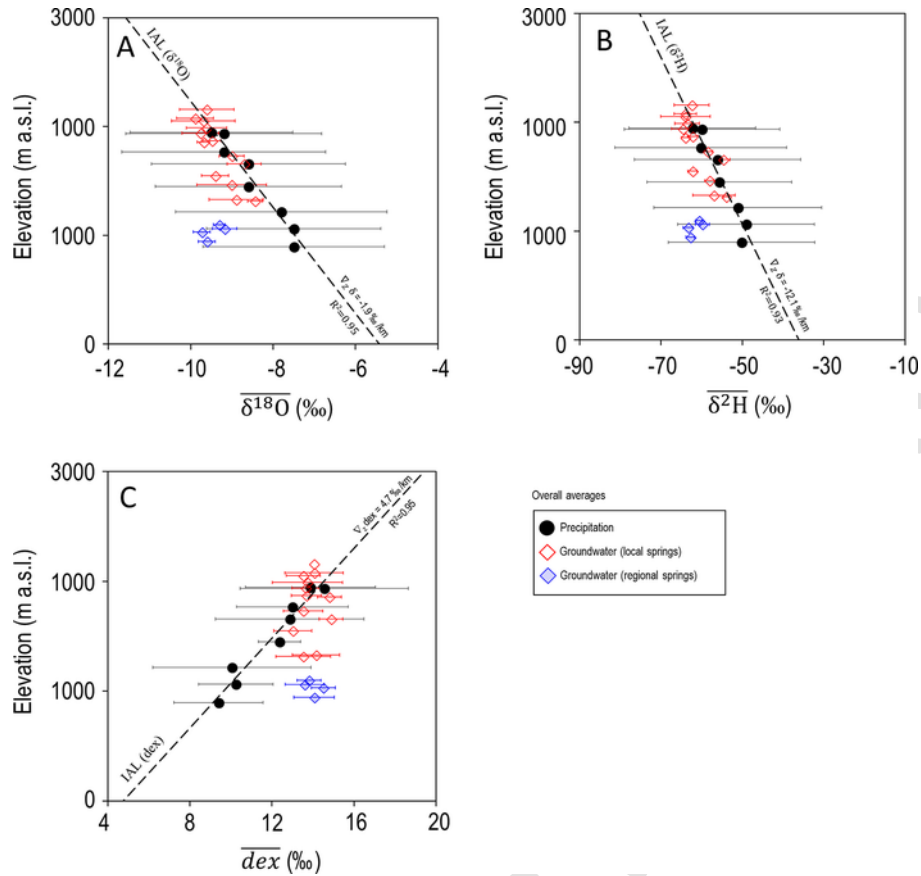 A
IAL (δ¹⁸O)
Elevation (m a.s.l.)
3000
1000
1000
0
∇z δ = -1.9 ‰/km
R²=0.95
-12 -10 -8 -6 -4
δ¹⁸O (‰)
B
IAL (δ²H)
Elevation (m a.s.l.)
3000
1000
1000
0
∇z δ = -12.1 ‰/km
R²=0.93
-90 -70 -50 -30 -10
δ²H (‰)
C
Elevation (m a.s.l.)
3000
1000
1000
0
∇z dex = 4.7 ‰/km
R²=0.95
IAL (dex)
4 8 12 16 20
dex (‰)
Overall averages
Precipitation
Groundwater (local springs)
Groundwater (regional springs)